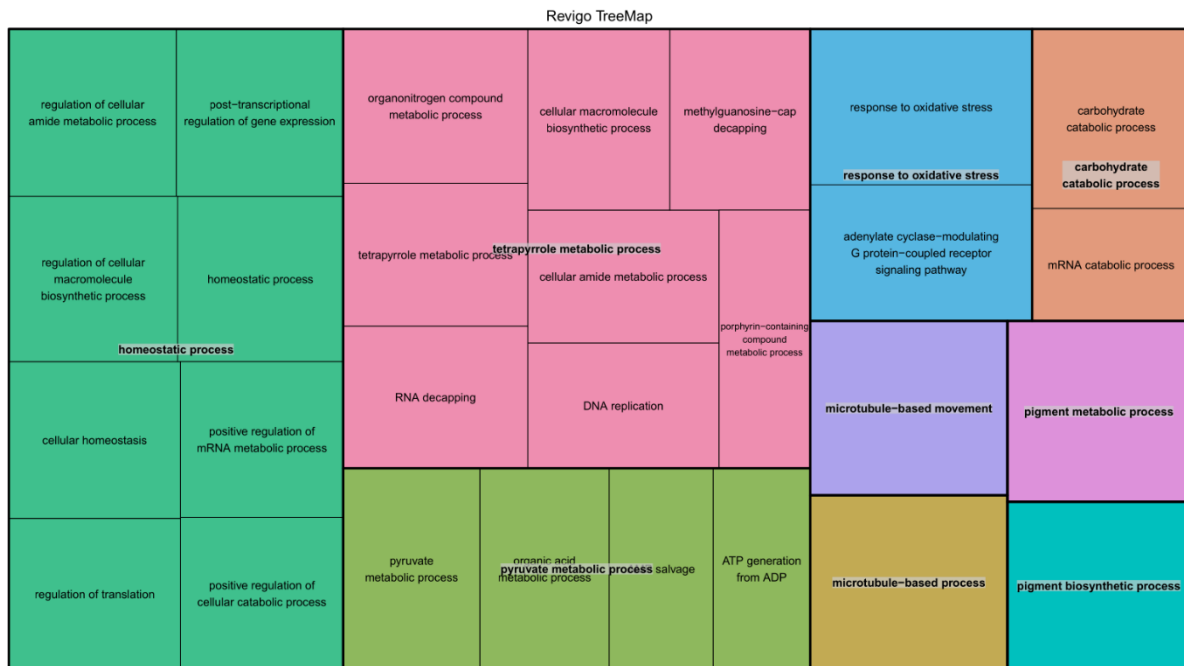 Revigo TreeMap
regulation of cellular
amide metabolic process
post−transcriptional
regulation of gene expression
regulation of cellular
macromolecule
biosynthetic process
homeostatic process
homeostatic process
cellular homeostasis
positive regulation of
mRNA metabolic process
regulation of translation
positive regulation of
cellular catabolic process
organonitrogen compound
metabolic process
cellular macromolecule
biosynthetic process
methylguanosine−cap
decapping
tetrapyrrole metabolic process
tetrapyrrole metabolic process
cellular amide metabolic process
porphyrin−containing
compound
metabolic process
RNA decapping
DNA replication
pyruvate
metabolic process
organic acid
metabolic process
pyruvate metabolic process
salvage
ATP generation
from ADP
response to oxidative stress
response to oxidative stress
adenylate cyclase−modulating
G protein−coupled receptor
signaling pathway
carbohydrate
catabolic process
carbohydrate
catabolic process
mRNA catabolic process
microtubule−based movement
pigment metabolic process
microtubule−based process
pigment biosynthetic process